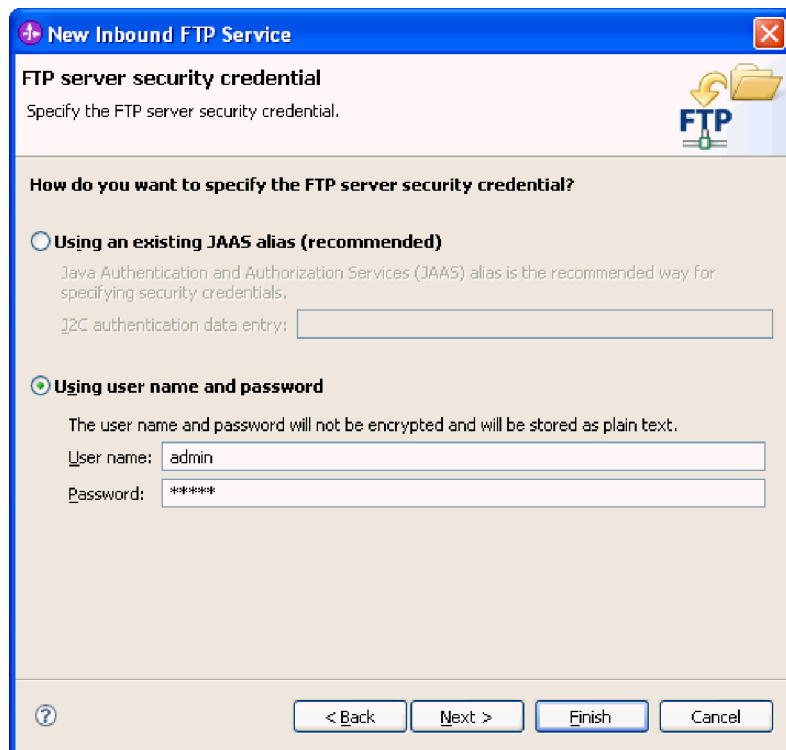 New Inbound FTP Service
FTP server security credential
Specify the FTP server security credential.
FTP
How do you want to specify the FTP server security credential?
Using an existing JAAS alias (recommended)
Java Authentication and Authorization Services (JAAS) alias is the recommended way for
specifying security credentials.
J2C authentication data entry:
Using user name and password
The user name and password will not be encrypted and will be stored as plain text.
User name: admin
Password: *****
? < Back Next > Finish Cancel